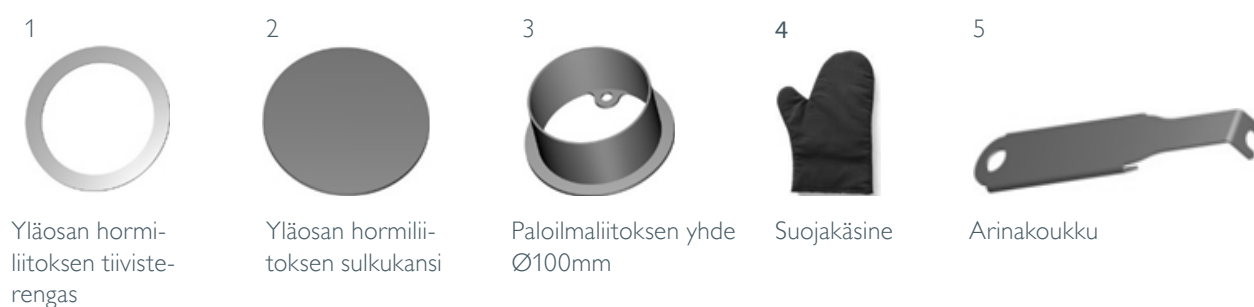 1
2
3
4
5
Yläosan hormi-
liitoksen tiiviste-
rengas
Yläosan hormilii-
toksen sulkukansi
Paloilmaliitoksen yhde
Ø100mm
Suojakäsine
Arinakoukku